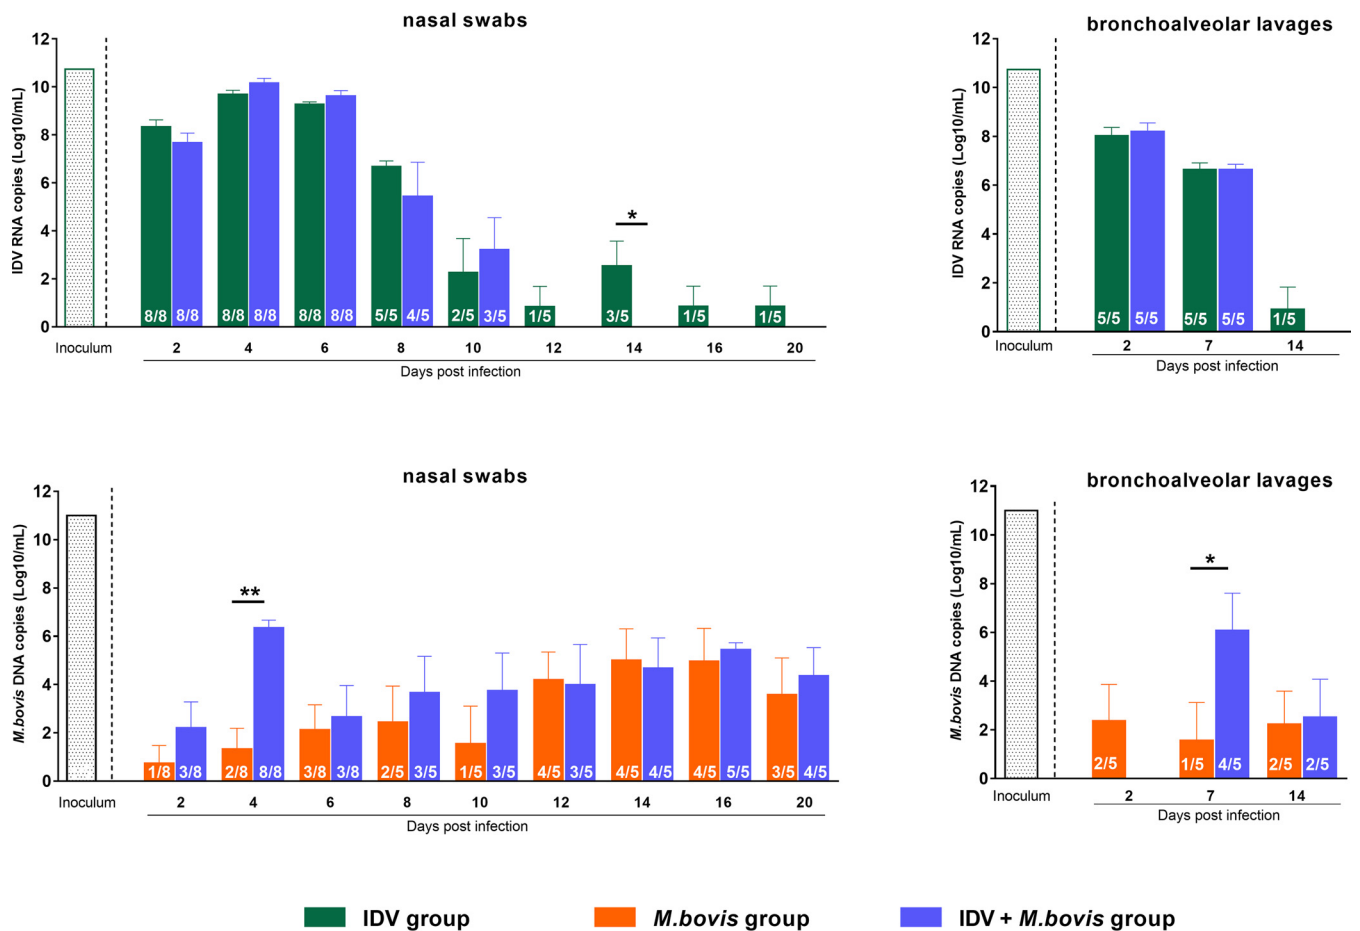 nasal swabs
IDV RNA copies (Log10/mL)
12
10
8
6
4
2
0
*
8/8 8/8 8/8 8/8 8/8 8/8 5/5 4/5 2/5 3/5 1/5 3/5 1/5 1/5
Inoculum 2 4 6 8 10 12 14 16 20
Days post infection
bronchoalveolar lavages
IDV RNA copies (Log10/mL)
12
10
8
6
4
2
0
5/5 5/5 5/5 5/5 1/5
Inoculum 2 7 14
Days post infection
nasal swabs
M.bovis DNA copies (Log10/mL)
12
10
8
6
4
2
0
**
1/8 3/8 2/8 8/8 3/8 3/8 2/5 3/5 1/5 3/5 4/5 3/5 4/5 4/5 4/5 5/5 3/5 4/5
Inoculum 2 4 6 8 10 12 14 16 20
Days post infection
bronchoalveolar lavages
M.bovis DNA copies (Log10/mL)
12
10
8
6
4
2
0
*
2/5 1/5 4/5 2/5 2/5
Inoculum 2 7 14
Days post infection
IDV group M.bovis group IDV + M.bovis group